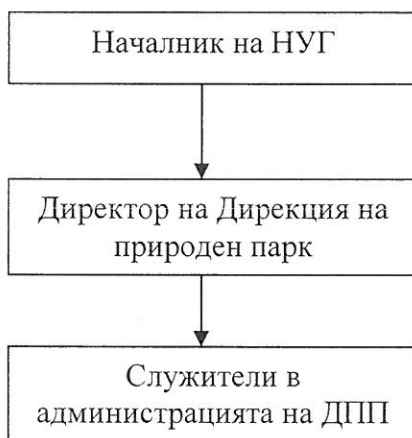 Началник на НУГ
Директор на Дирекция на
природен парк
Служители в
администрацията на ДПП